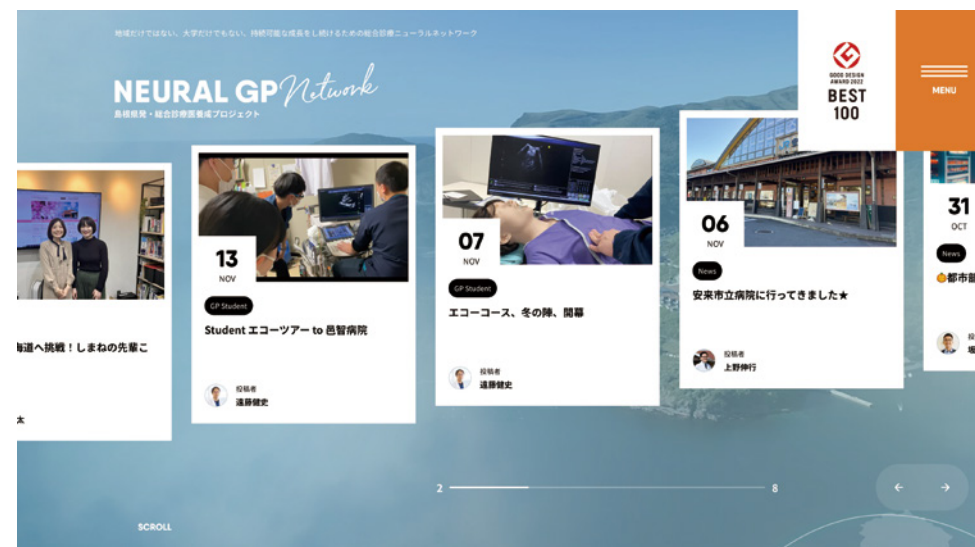 地域だけではない、大学だけでもない、持続可能な成長をし続けるための総合診療ニューラルネットワーク
NEURAL GP Network
島根県発・総合診療医養成プロジェクト
GOOD DESIGN
AWARD 2022
BEST
100
MENU
海道へ挑戦！しまねの先輩こ
太
13
NOV
GP Student
Student エコーツアー to 邑智病院
投稿者
遠藤健史
07
NOV
GP Student
エコーコース、冬の陣、開幕
投稿者
遠藤健史
06
NOV
News
安来市立病院に行ってきました★
投稿者
上野伸行
31
OCT
News
🎃都市部
投
堀
2
8
SCROLL